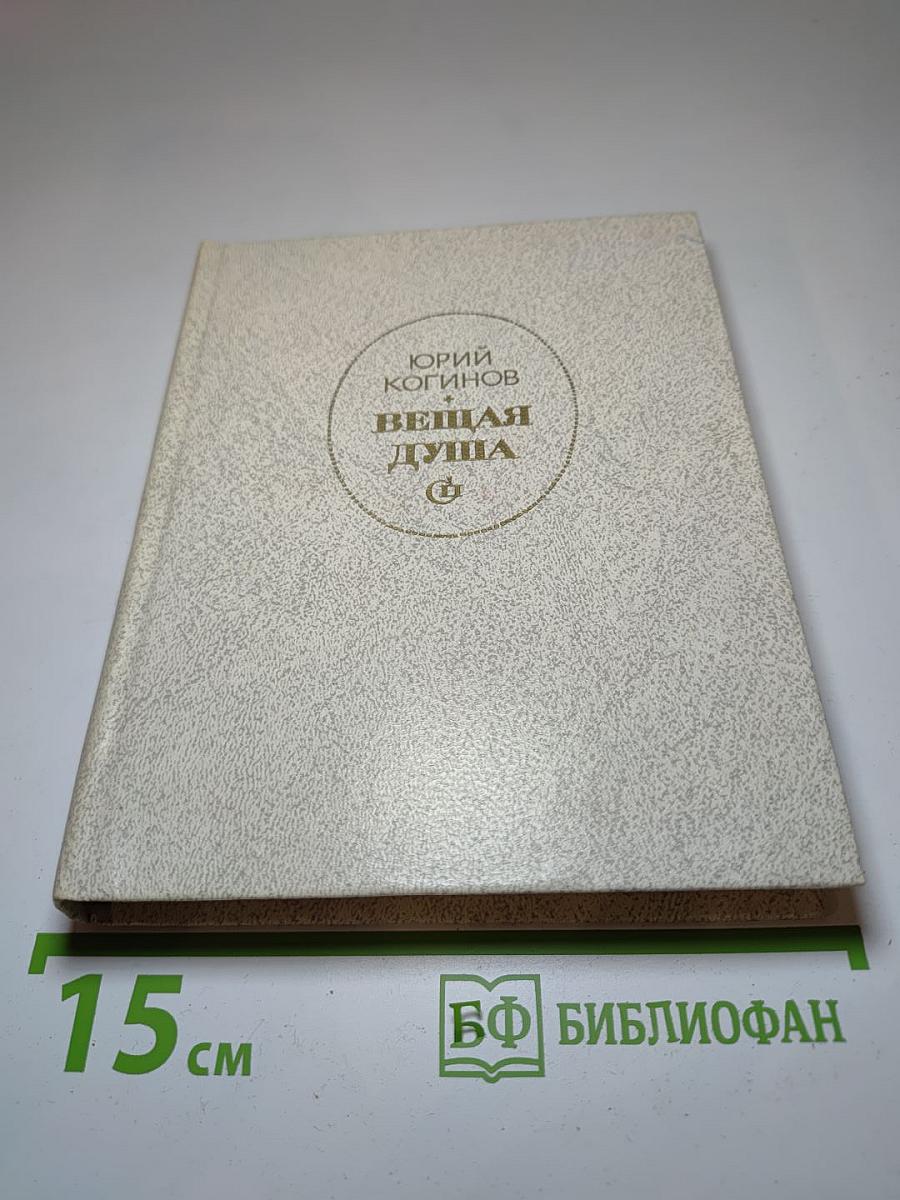 ЮРИЙ
КОГИНОВ
ВЕЩАЯ
ДУША
15 см
БФ БИБЛИОФАН